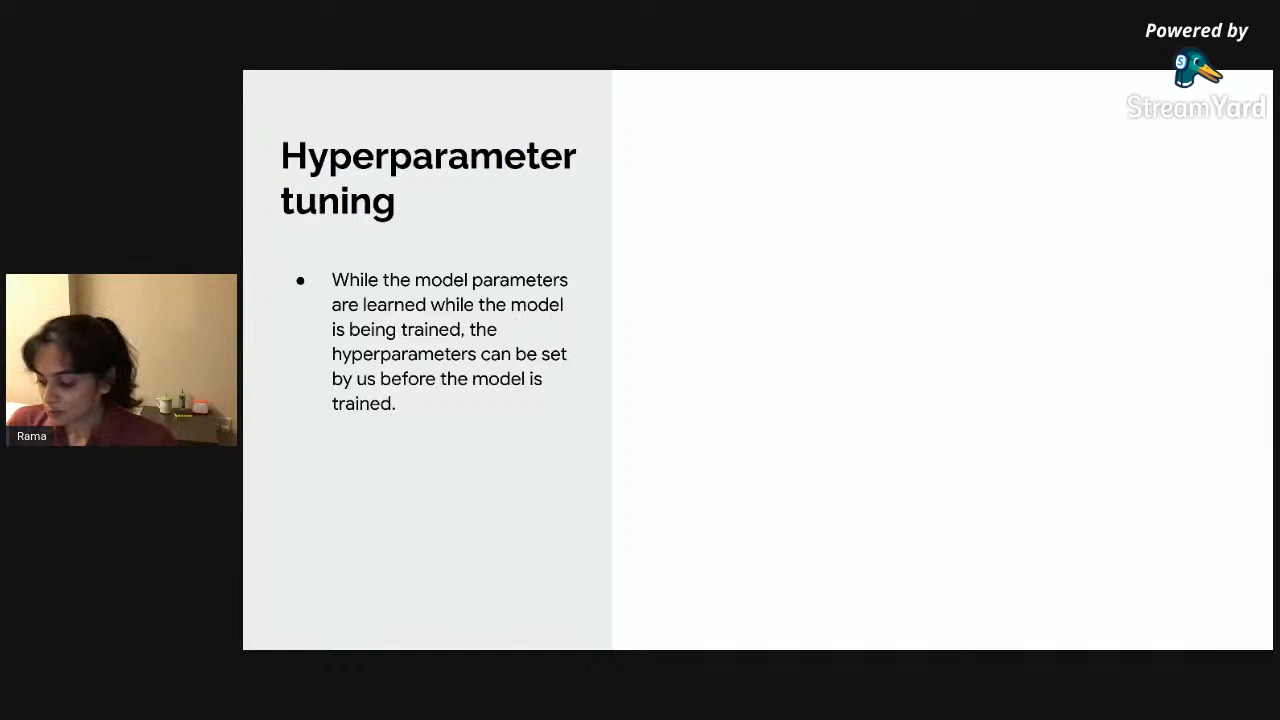 Powered by
StreamYard
Hyperparameter
tuning
● While the model parameters
are learned while the model
is being trained, the
hyperparameters can be set
by us before the model is
trained.
Rama